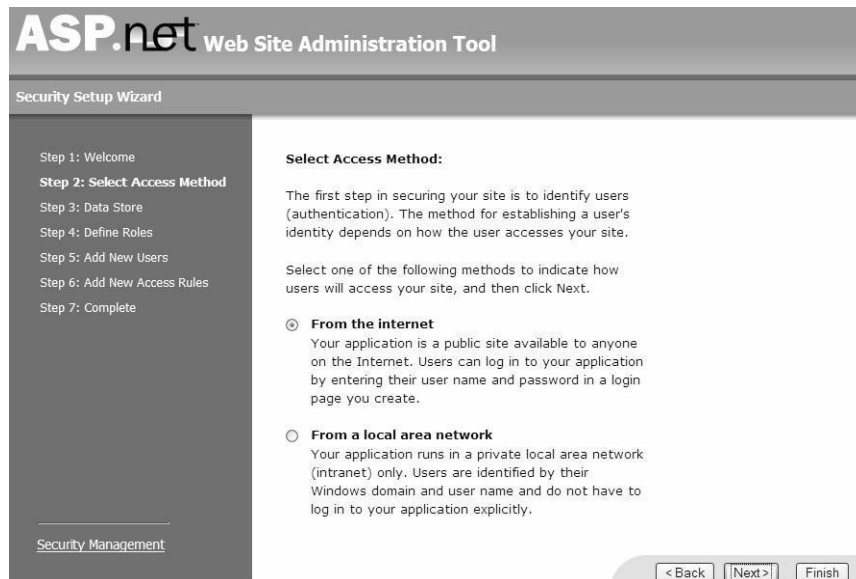 ASP.net Web Site Administration Tool
Security Setup Wizard
Step 1: Welcome
Step 2: Select Access Method
Step 3: Data Store
Step 4: Define Roles
Step 5: Add New Users
Step 6: Add New Access Rules
Step 7: Complete
Security Management
Select Access Method:
The first step in securing your site is to identify users
(authentication). The method for establishing a user's
identity depends on how the user accesses your site.
Select one of the following methods to indicate how
users will access your site, and then click Next.
From the internet
Your application is a public site available to anyone
on the Internet. Users can log in to your application
by entering their user name and password in a login
page you create.
From a local area network
Your application runs in a private local area network
(intranet) only. Users are identified by their
Windows domain and user name and do not have to
log in to your application explicitly.
< Back Next > Finish